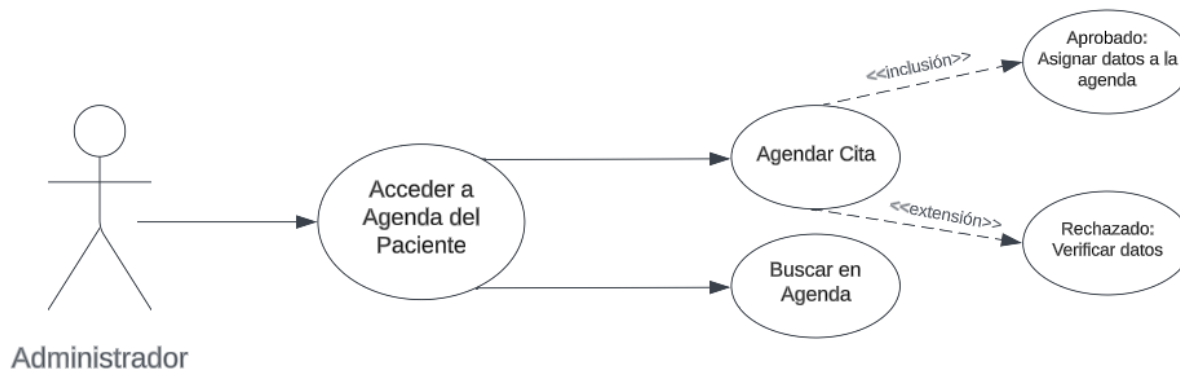 Administrador
Acceder a
Agenda del
Paciente
Agendar Cita
Buscar en
Agenda
<<inclusión>>
Aprobado:
Asignar datos a la
agenda
<<extensión>>
Rechazado:
Verificar datos